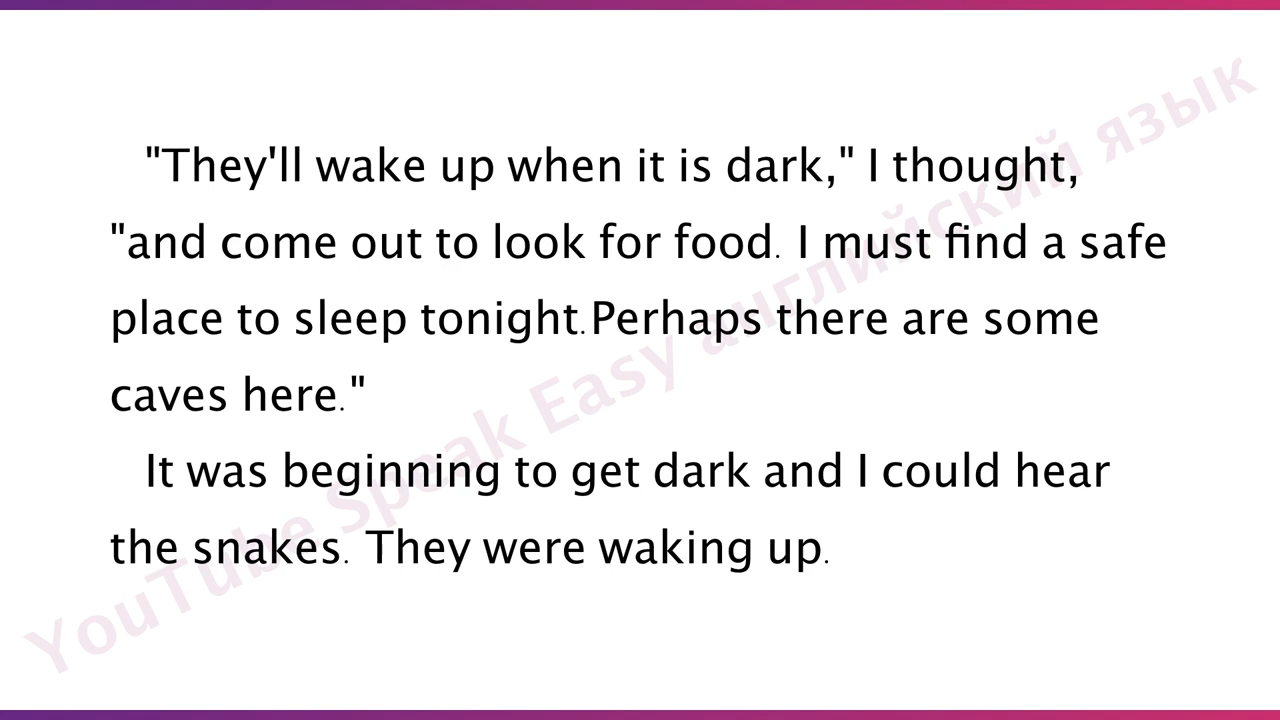 "They'll wake up when it is dark," I thought,
"and come out to look for food. I must find a safe
place to sleep tonight.Perhaps there are some
caves here."
It was beginning to get dark and I could hear
the snakes. They were waking up.
YouTube Speak Easy английский язык